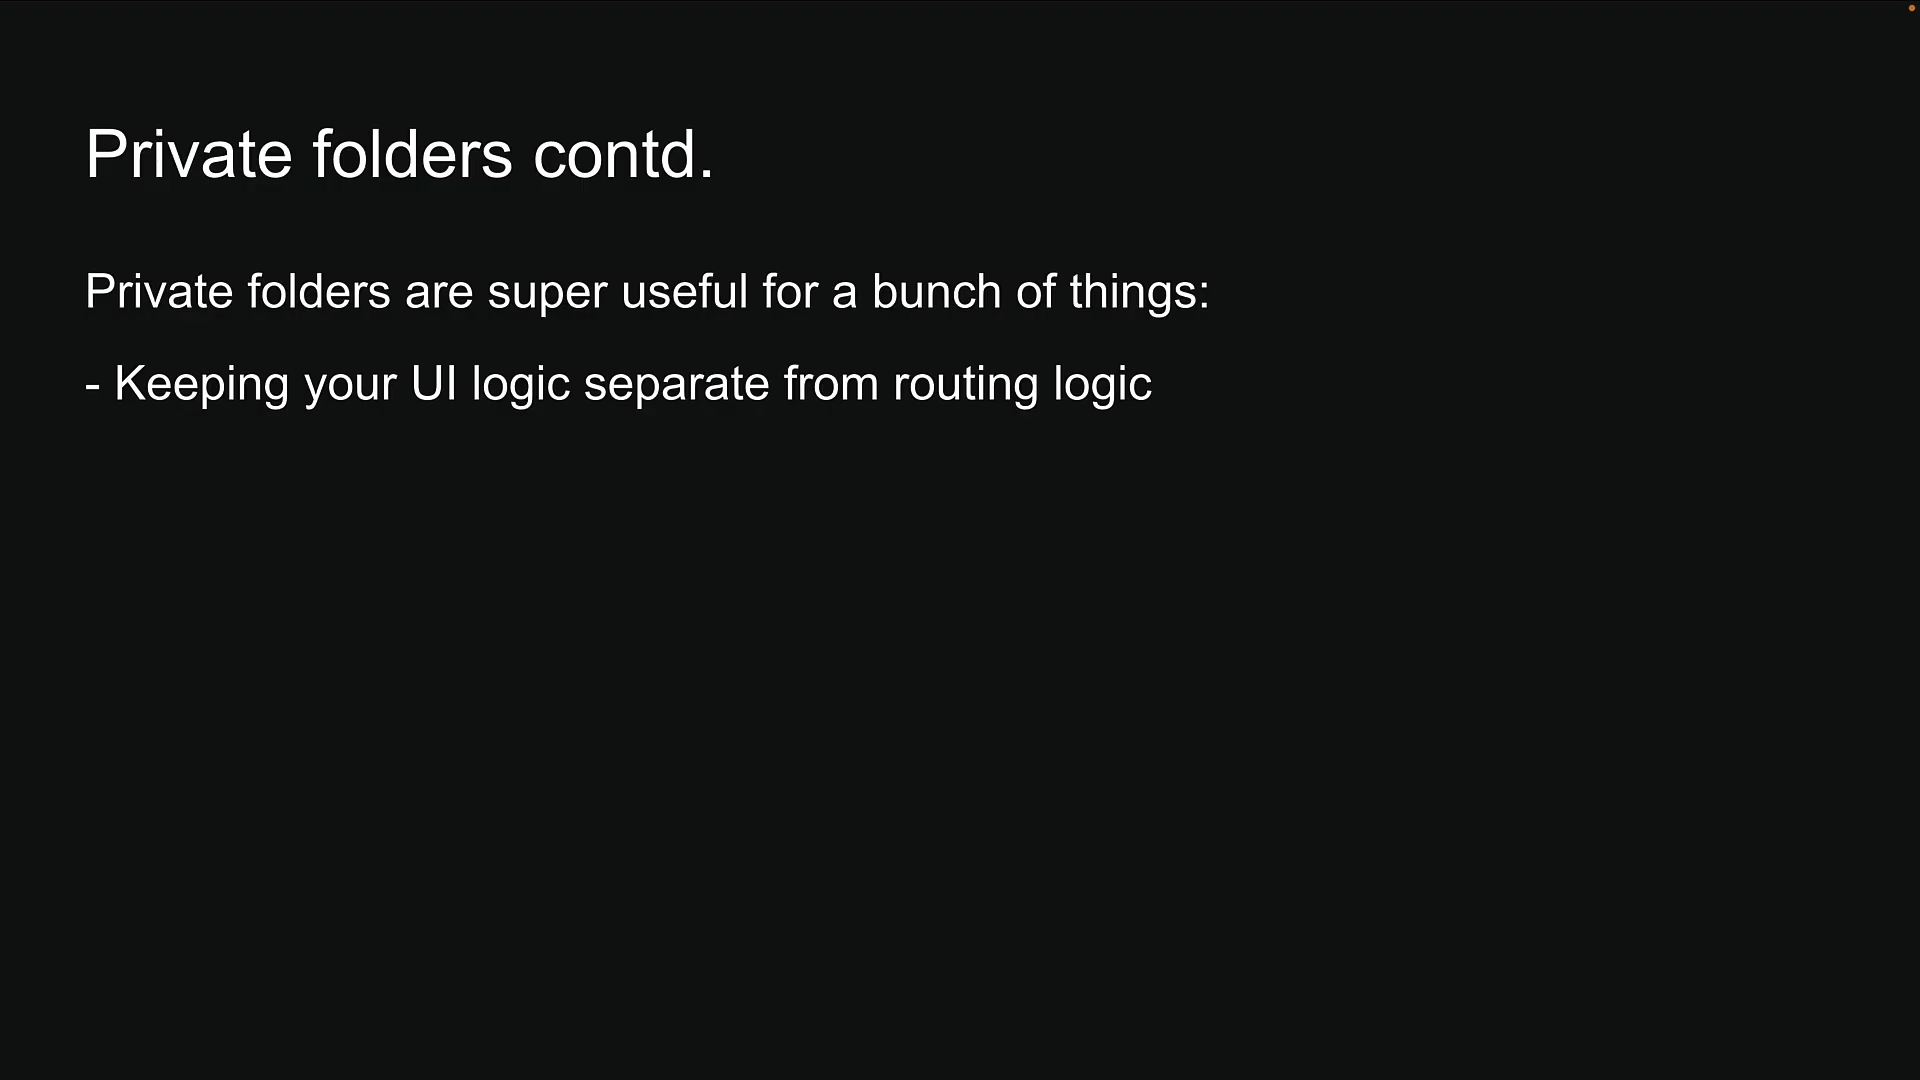 Private folders contd.
Private folders are super useful for a bunch of things:
- Keeping your UI logic separate from routing logic